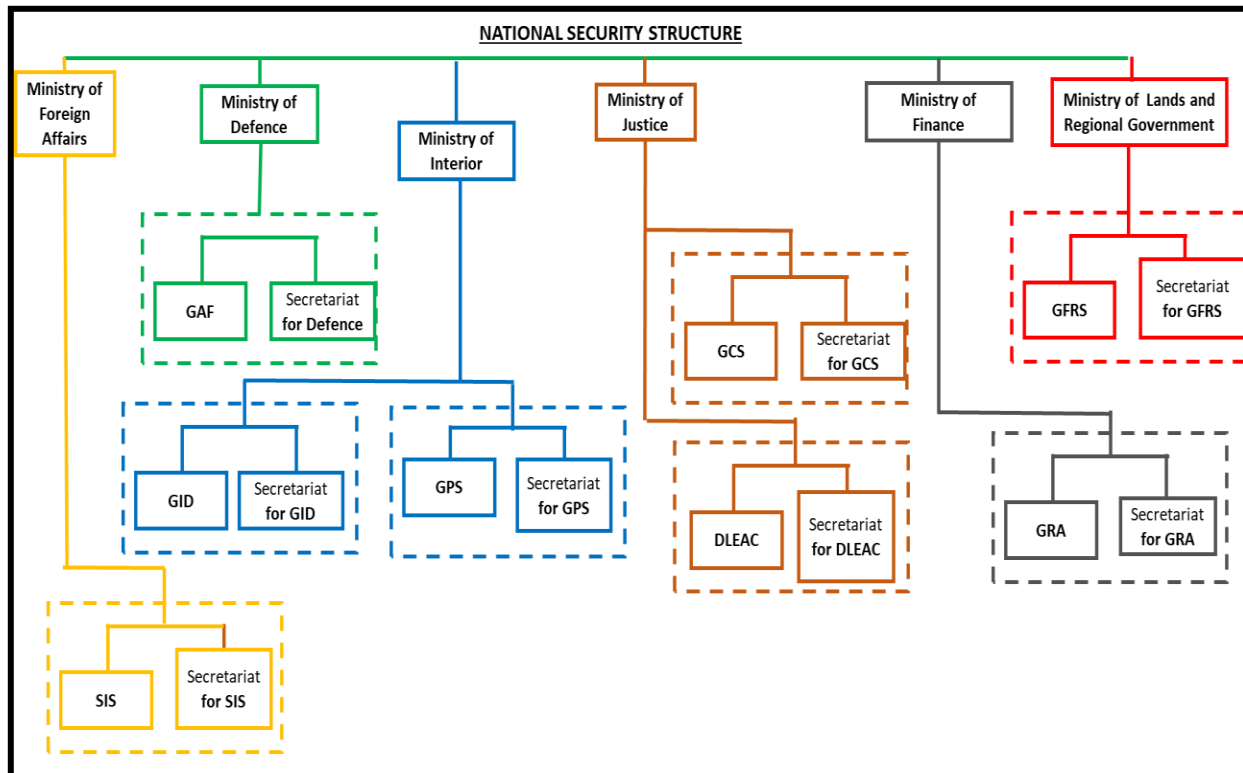 NATIONAL SECURITY STRUCTURE
Ministry of
Foreign
Affairs
Ministry of
Defence
Ministry of
Interior
Ministry of
Justice
Ministry of
Finance
Ministry of Lands and
Regional Government
GAF
Secretariat
for Defence
GCS
Secretariat
for GCS
GFRS
Secretariat
for GFRS
GID
Secretariat
for GID
GPS
Secretariat
for GPS
DLEAC
Secretariat
for DLEAC
GRA
Secretariat
for GRA
SIS
Secretariat
for SIS